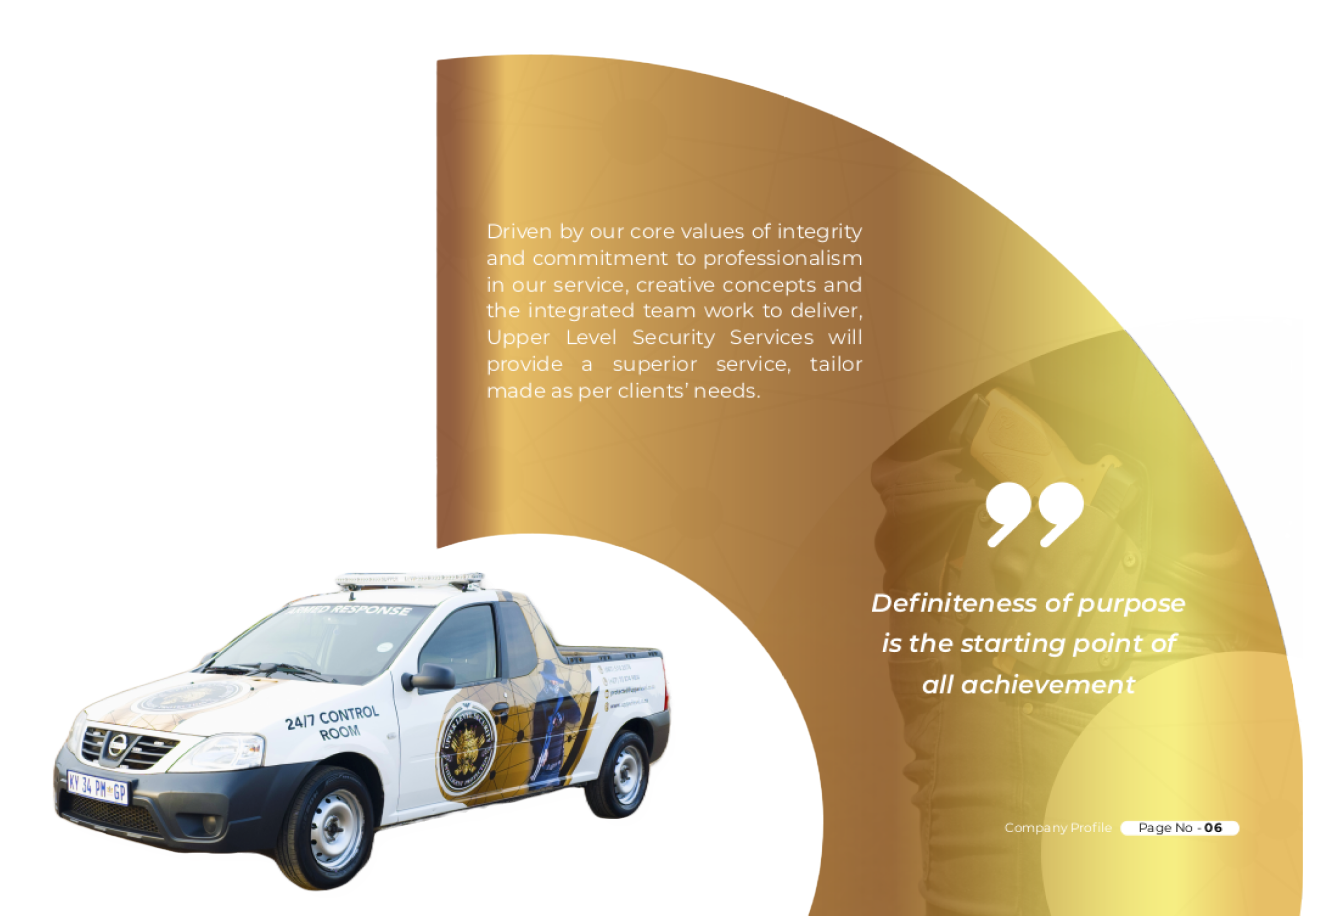 Driven by our core values of integrity
and commitment to professionalism
in our service, creative concepts and
the integrated team work to deliver,
Upper Level Security Services will
provide a superior service, tailor
made as per clients’ needs.
”
Definiteness of purpose
is the starting point of
all achievement
ARMED RESPONSE
24/7 CONTROL
ROOM
UPPER LEVEL SECURITY
KY 34 PM GP
Company Profile Page No - 06